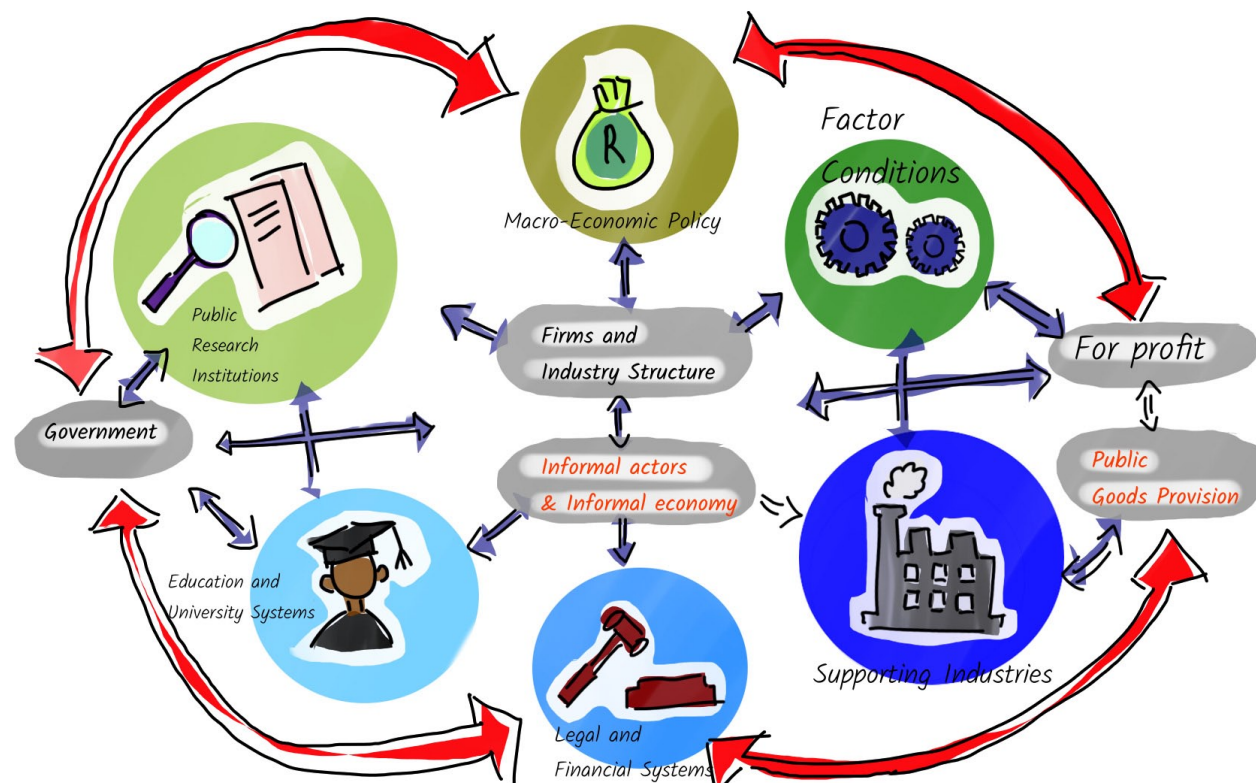 R
Macro-Economic Policy
Factor
Conditions
Public
Research
Institutions
Firms and
Industry Structure
For profit
Government
Informal actors
& Informal economy
Public
Goods Provision
Education and
University Systems
Supporting Industries
Legal and
Financial Systems